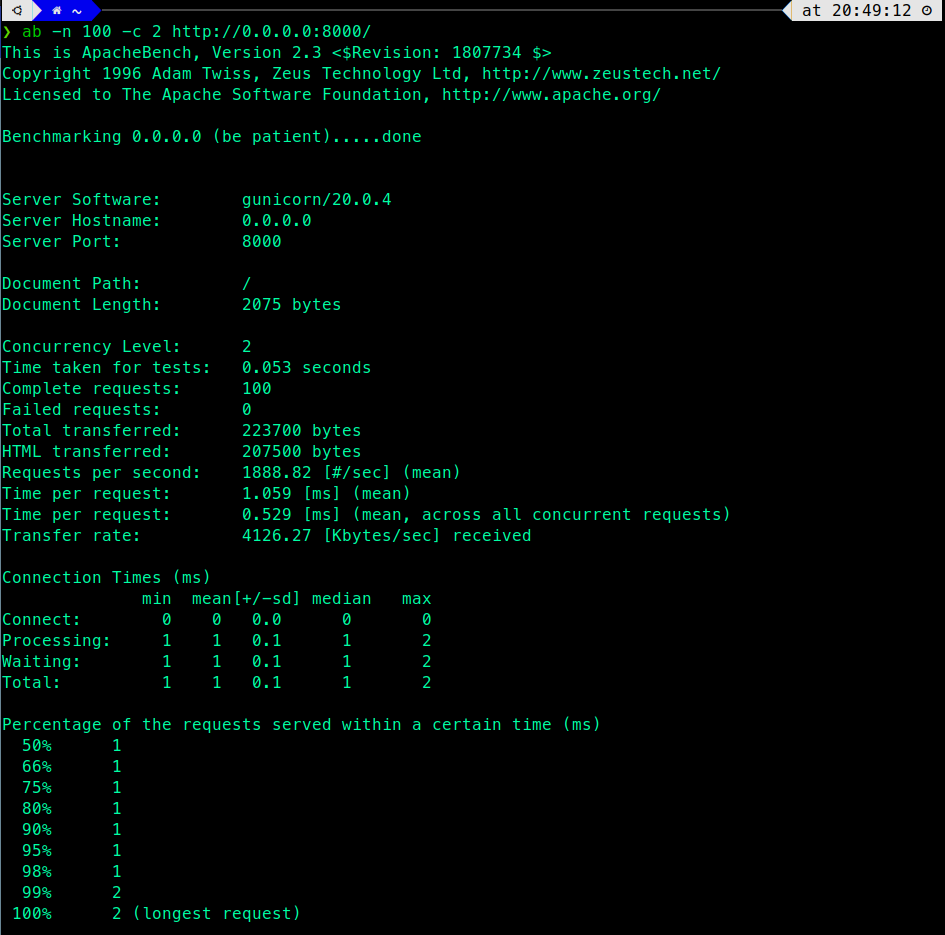 ~ at 20:49:12
❯ ab -n 100 -c 2 http://0.0.0.0:8000/
This is ApacheBench, Version 2.3 <$Revision: 1807734 $>
Copyright 1996 Adam Twiss, Zeus Technology Ltd, http://www.zeustech.net/
Licensed to The Apache Software Foundation, http://www.apache.org/

Benchmarking 0.0.0.0 (be patient).....done


Server Software:        gunicorn/20.0.4
Server Hostname:        0.0.0.0
Server Port:            8000

Document Path:          /
Document Length:        2075 bytes

Concurrency Level:      2
Time taken for tests:   0.053 seconds
Complete requests:      100
Failed requests:        0
Total transferred:      223700 bytes
HTML transferred:       207500 bytes
Requests per second:    1888.82 [#/sec] (mean)
Time per request:       1.059 [ms] (mean)
Time per request:       0.529 [ms] (mean, across all concurrent requests)
Transfer rate:          4126.27 [Kbytes/sec] received

Connection Times (ms)
              min  mean[+/-sd] median   max
Connect:        0    0   0.0      0       0
Processing:     1    1   0.1      1       2
Waiting:        1    1   0.1      1       2
Total:          1    1   0.1      1       2

Percentage of the requests served within a certain time (ms)
  50%      1
  66%      1
  75%      1
  80%      1
  90%      1
  95%      1
  98%      1
  99%      2
 100%      2 (longest request)